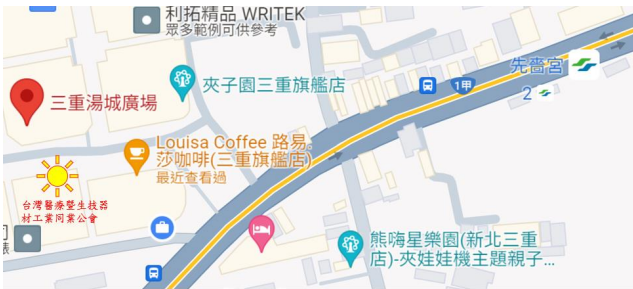 利拓精品 WRITEK
眾多範例可供參考
先嗇宮
夾子園三重旗艦店
1甲
2
三重湯城廣場
Louisa Coffee 路易.
莎咖啡(三重旗艦店)
最近查看過
台灣醫療暨生技器
材工業同業公會
熊嗨星樂園(新北三重
店)-夾娃娃機主題親子...